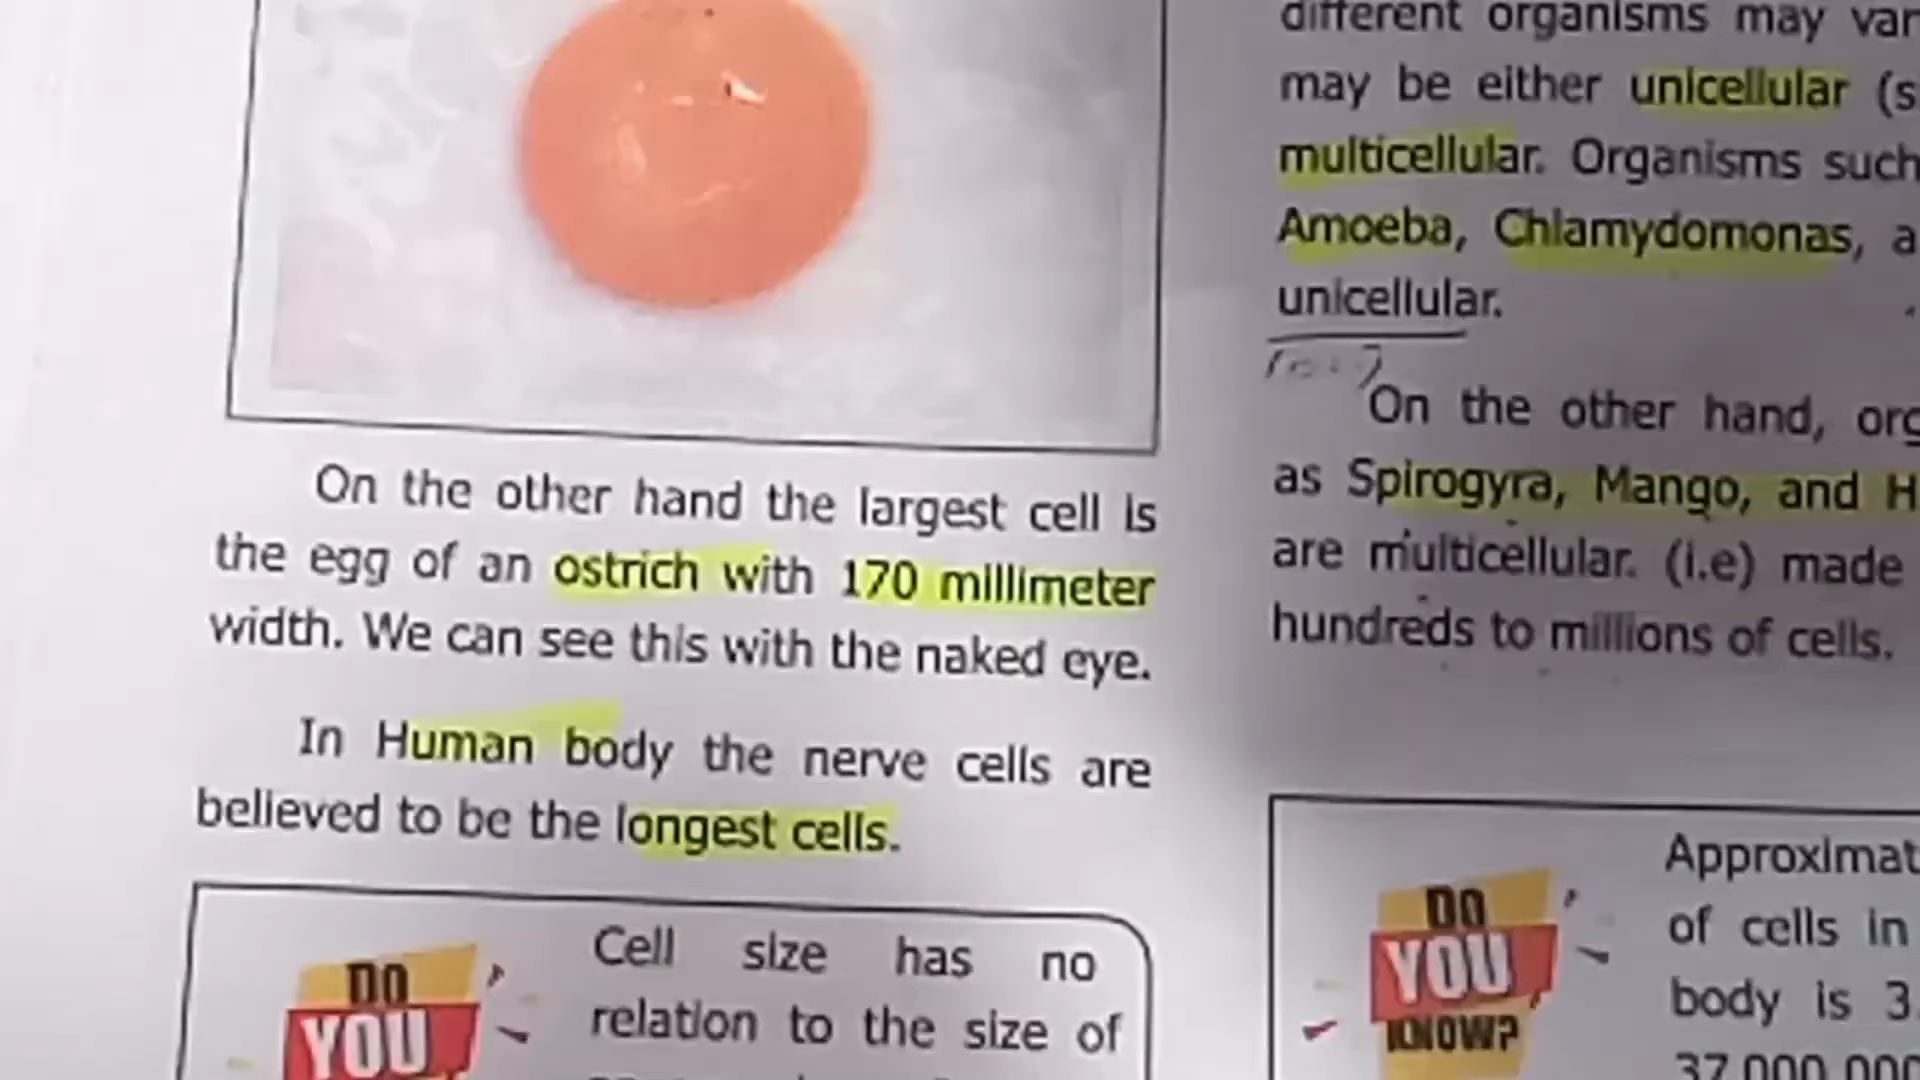 On the other hand the largest cell is
the egg of an ostrich with 170 millimeter
width. We can see this with the naked eye.
In Human body the nerve cells are
believed to be the longest cells.
DO
YOU
Cell size has no
relation to the size of
different organisms may
may be either unicellular
multicellular. Organisms such
Amoeba, Chlamydomonas,
unicellular.
On the other hand,
as Spirogyra, Mango, and
are multicellular. (i.e) made
hundreds to millions of cells.
DO
YOU
KNOW?
of cells in
body is